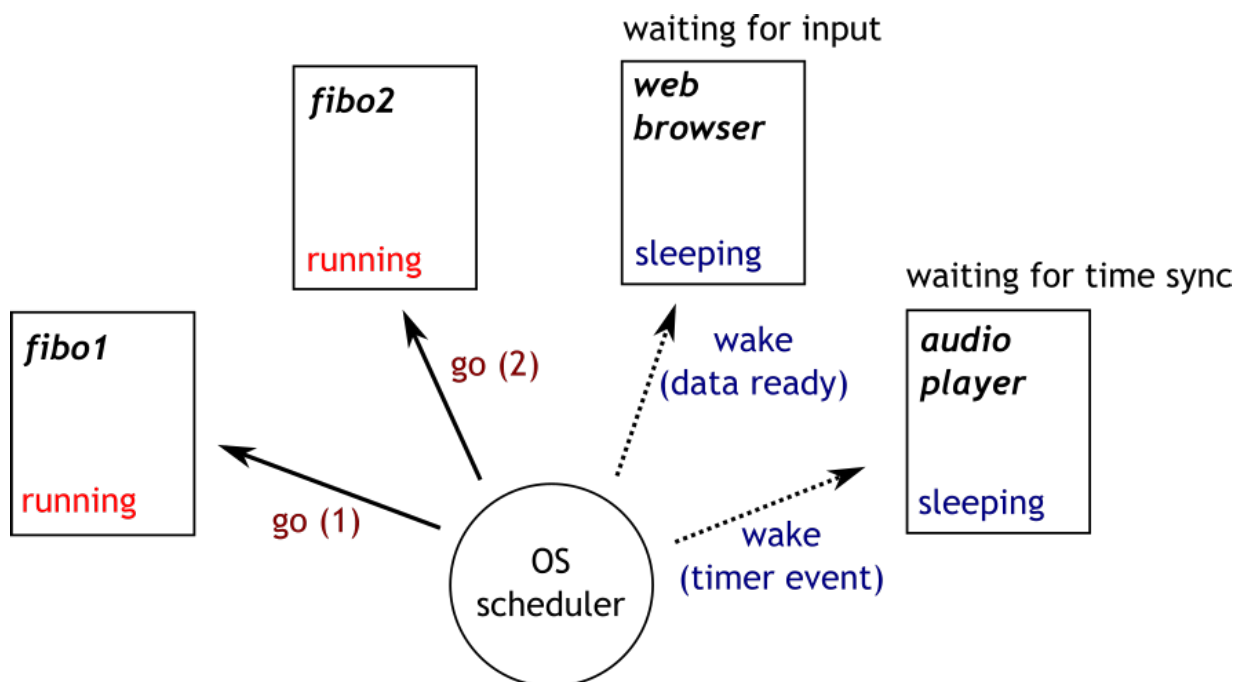 waiting for input
fibo2
web
browser
running
sleeping
waiting for time sync
fibo1
go (2)
wake
(data ready)
audio
player
running
go (1)
sleeping
wake
(timer event)
OS
scheduler